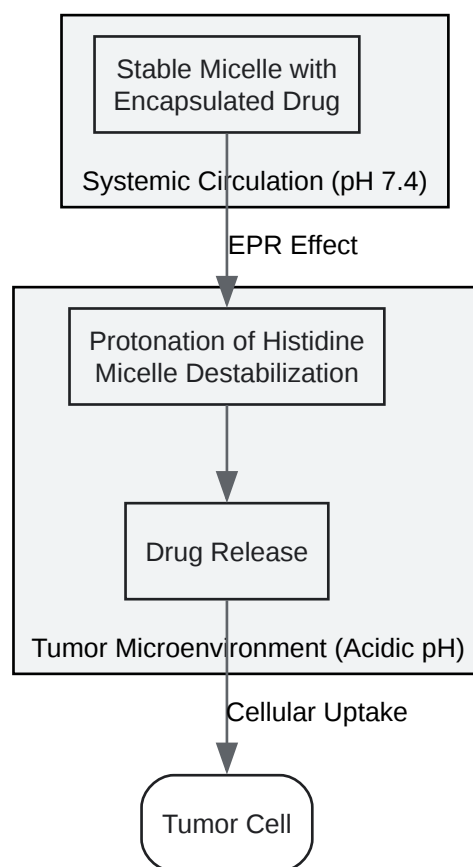 Stable Micelle with
Encapsulated Drug
Systemic Circulation (pH 7.4)
EPR Effect
Protonation of Histidine
Micelle Destabilization
Drug Release
Tumor Microenvironment (Acidic pH)
Cellular Uptake
Tumor Cell